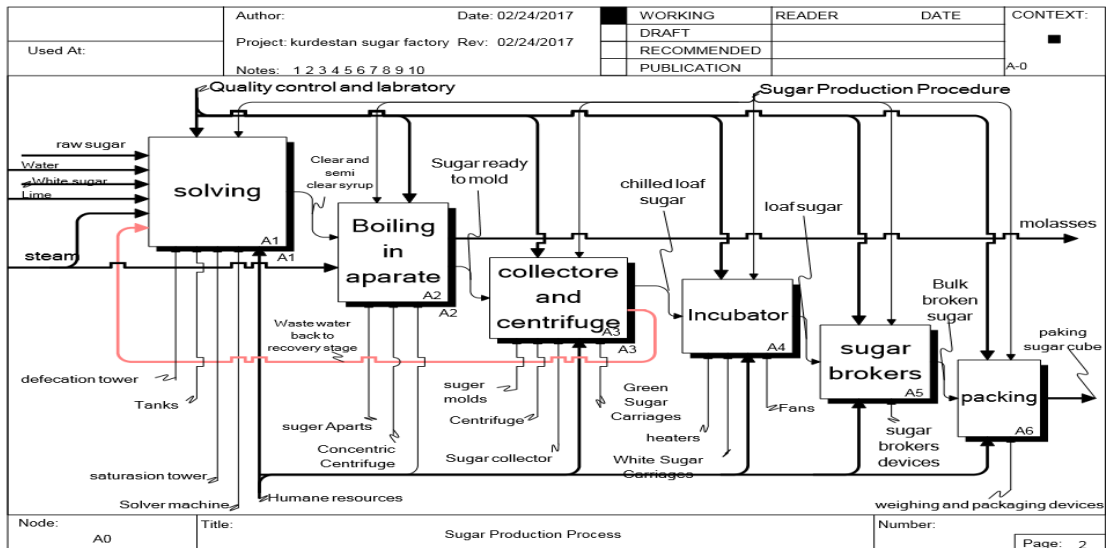 Used At:
Author:
Date: 02/24/2017
Project: kurdestan sugar factory Rev: 02/24/2017
Notes: 1 2 3 4 5 6 7 8 9 10
WORKING
DRAFT
RECOMMENDED
PUBLICATION
READER
DATE
CONTEXT:
A-0
Quality control and labratory
Sugar Production Procedure
raw sugar
Water
White sugar
Lime
steam
solving
A1
A1
Clear and
semi
clear syrup
Boiling
in
aparate
A2
A2
Sugar ready
to mold
collectore
and
centrifuge
A3
A3
chilled loaf
sugar
Incubator
A4
loaf sugar
sugar
brokers
A5
Bulk
broken
sugar
packing
A6
molasses
paking
sugar cube
Waste water
back to
recovery stage
defecation tower
Tanks
saturasion tower
Solver machine
Humane resources
suger Aparts
Concentric
Centrifuge
suger
molds
Centrifuge
Sugar collector
Green
Sugar
Carriages
heaters
White Sugar
Carriages
Fans
sugar
brokers
devices
weighing and packaging devices
Node:
A0
Title:
Sugar Production Process
Number:
Page: 2